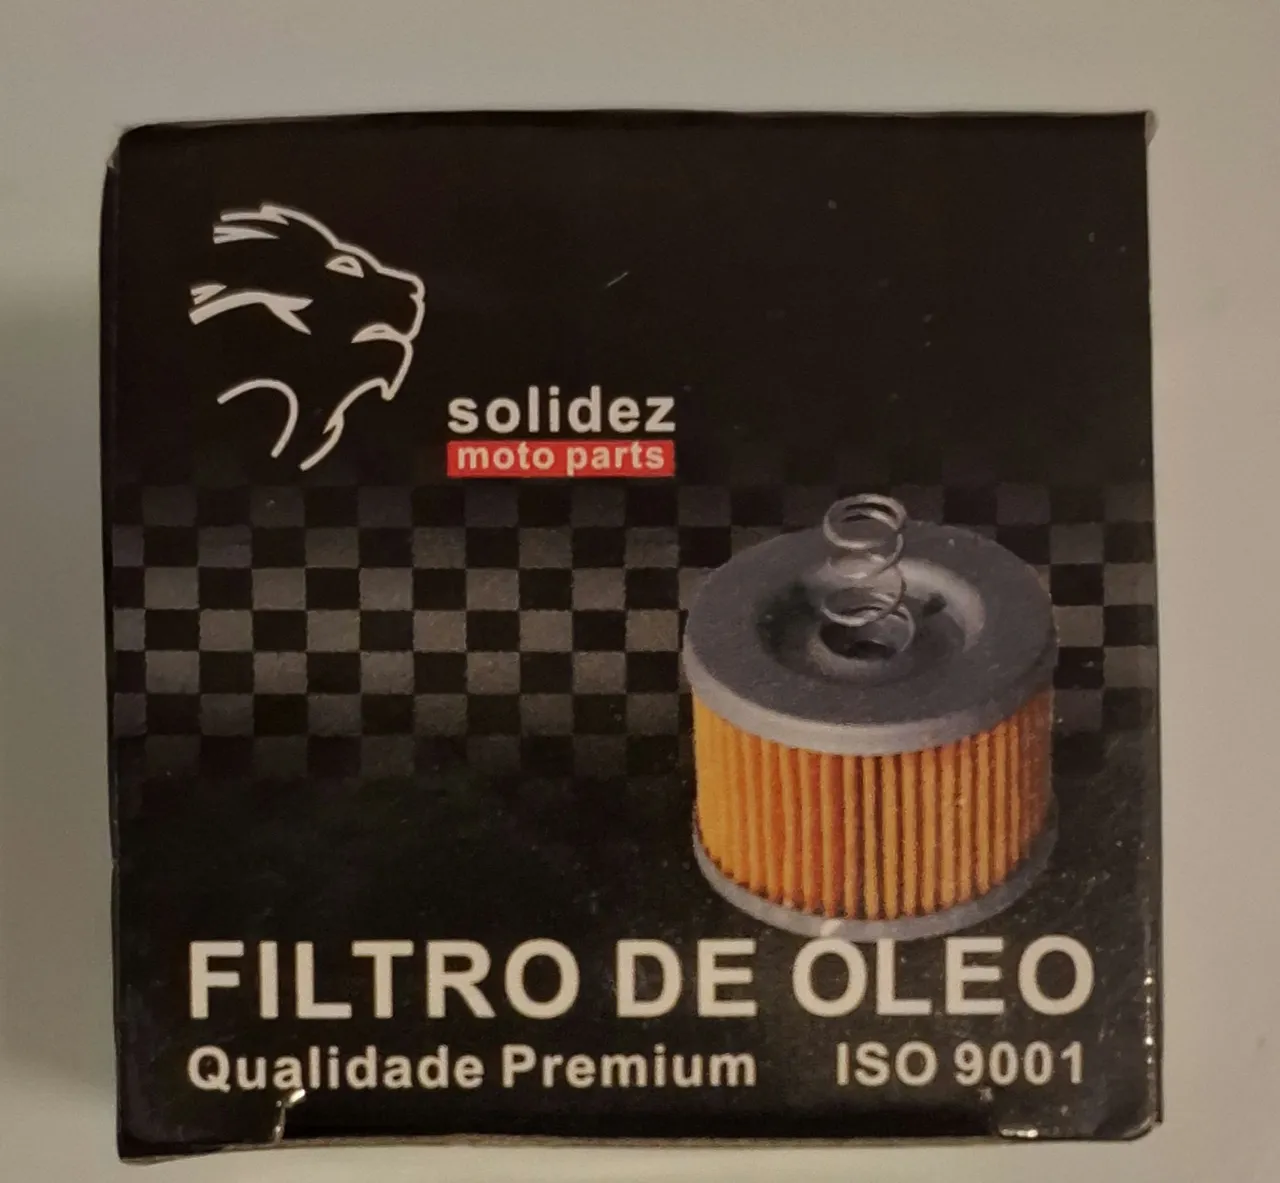 solidez
moto parts
FILTRO DE ÓLEO
Qualidade Premium ISO 9001